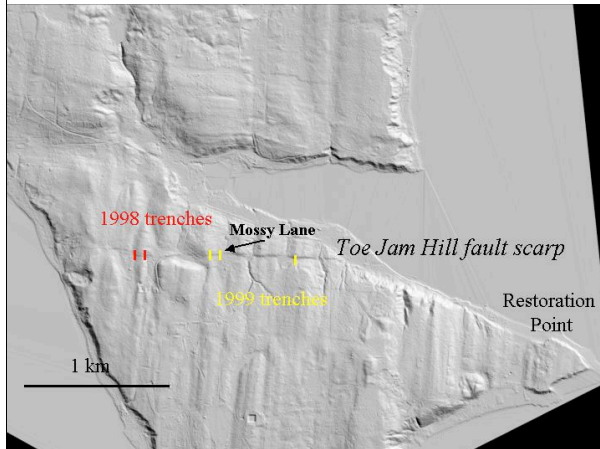 1998 trenches
Mossy Lane
Toe Jam Hill fault scarp
1999 trenches
Restoration
Point
1 km